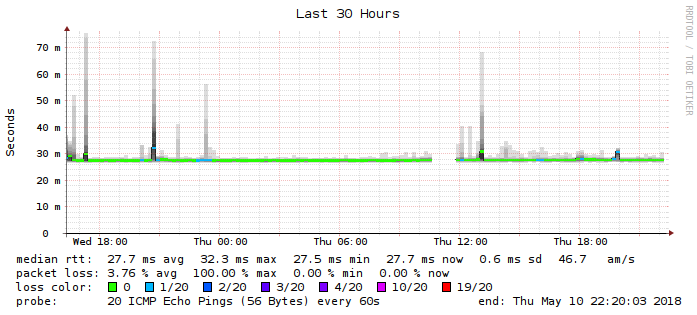 Last 30 Hours
RRDTOOL / TOBI OETIKER
Seconds
70 m
60 m
50 m
40 m
30 m
20 m
10 m
0
Wed 18:00 Thu 00:00 Thu 06:00 Thu 12:00 Thu 18:00
median rtt: 27.7 ms avg 32.3 ms max 27.5 ms min 27.7 ms now 0.6 ms sd 46.7 am/s
packet loss: 3.76 % avg 100.00 % max 0.00 % min 0.00 % now
loss color: 0 1/20 2/20 3/20 4/20 10/20 19/20
probe: 20 ICMP Echo Pings (56 Bytes) every 60s end: Thu May 10 22:20:03 2018